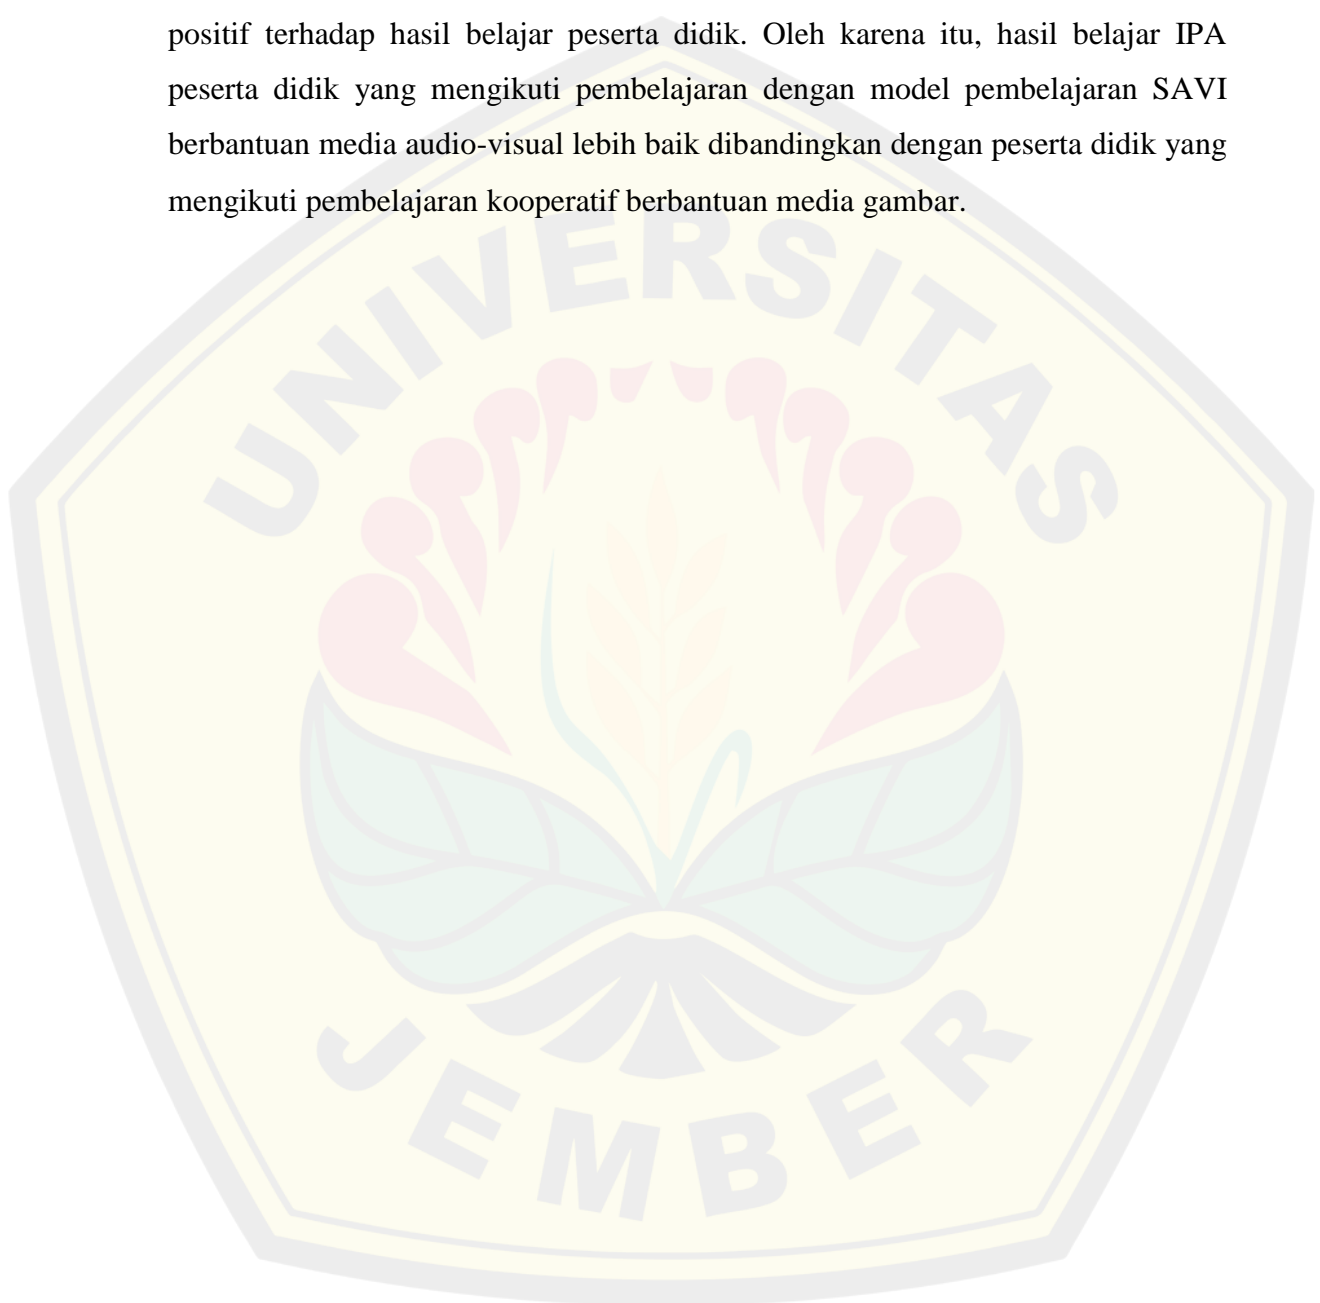 positif terhadap hasil belajar peserta didik. Oleh karena itu, hasil belajar IPA
peserta didik yang mengikuti pembelajaran dengan model pembelajaran SAVI
berbantuan media audio-visual lebih baik dibandingkan dengan peserta didik yang
mengikuti pembelajaran kooperatif berbantuan media gambar.
UNIVERSITAS
JEMBER